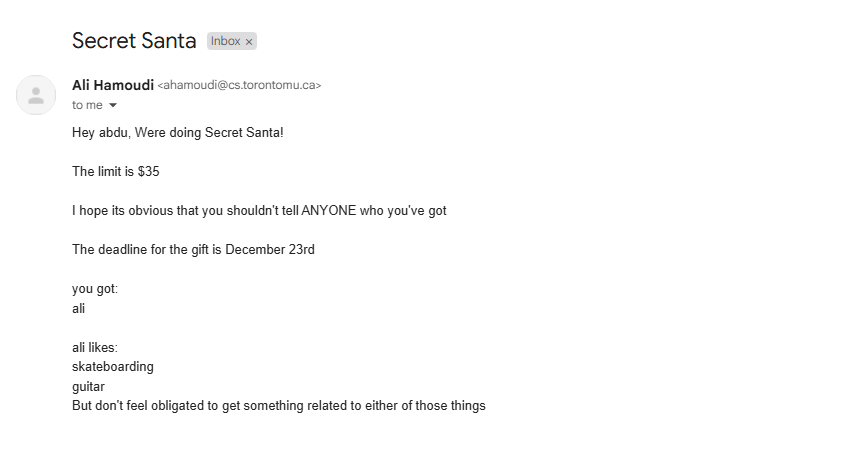 Secret Santa Inbox ×
Ali Hamoudi <ahamoudi@cs.torontomu.ca>
to me
Hey abdu, Were doing Secret Santa!
The limit is $35
I hope its obvious that you shouldn't tell ANYONE who you've got
The deadline for the gift is December 23rd
you got:
ali
ali likes:
skateboarding
guitar
But don't feel obligated to get something related to either of those things